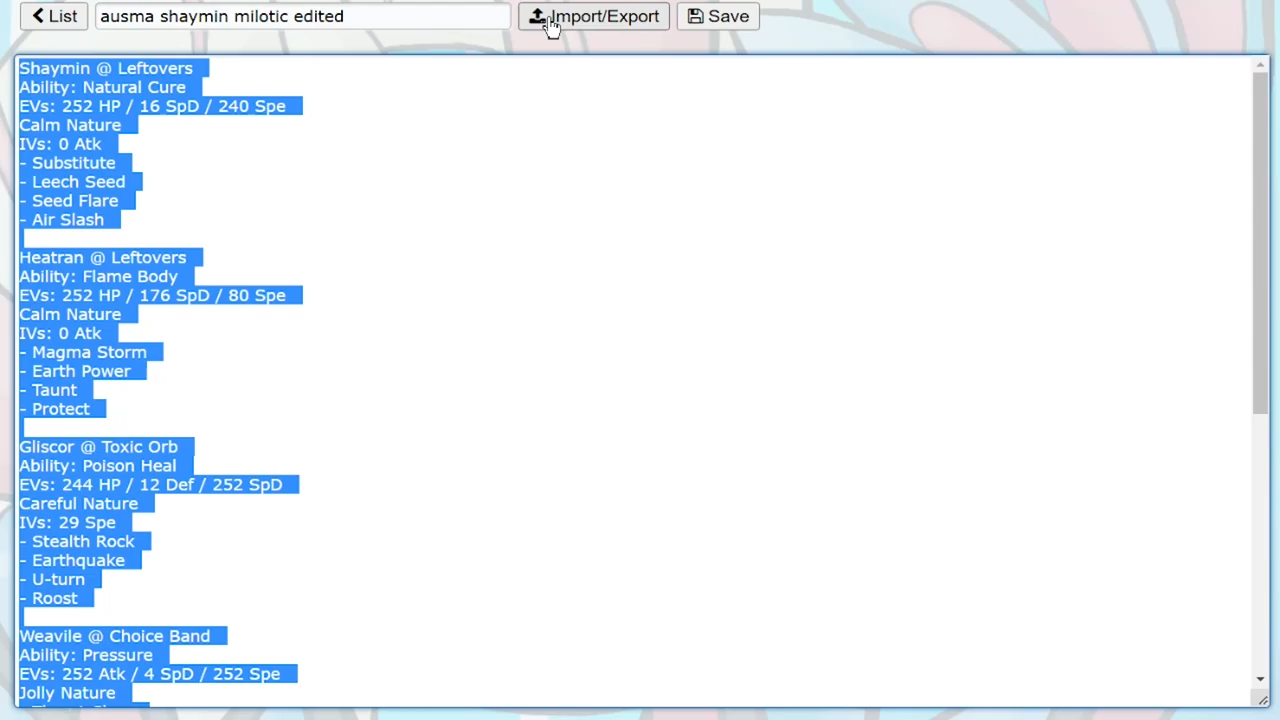 List
ausma shaymin milotic edited
Import/Export
Save
Shaymin @ Leftovers
Ability: Natural Cure
EVs: 252 HP / 16 SpD / 240 Spe
Calm Nature
IVs: 0 Atk
- Substitute
- Leech Seed
- Seed Flare
- Air Slash
Heatran @ Leftovers
Ability: Flame Body
EVs: 252 HP / 176 SpD / 80 Spe
Calm Nature
IVs: 0 Atk
- Magma Storm
- Earth Power
- Taunt
- Protect
Gliscor @ Toxic Orb
Ability: Poison Heal
EVs: 244 HP / 12 Def / 252 SpD
Careful Nature
IVs: 29 Spe
- Stealth Rock
- Earthquake
- U-turn
- Roost
Weavile @ Choice Band
Ability: Pressure
EVs: 252 Atk / 4 SpD / 252 Spe
Jolly Nature